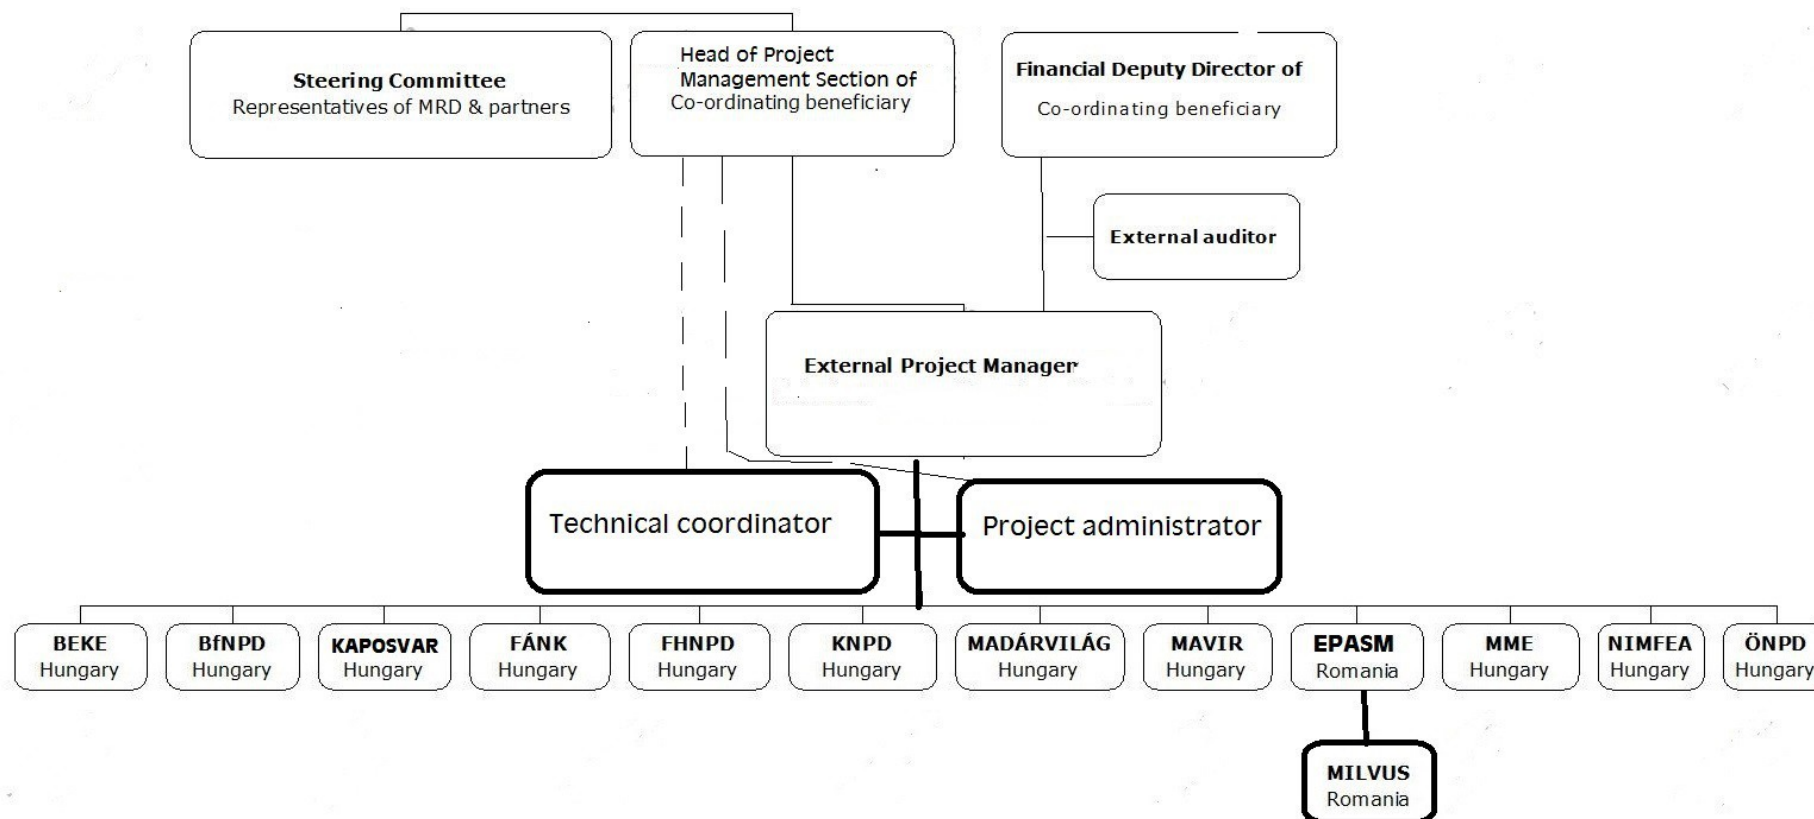 Steering Committee
Representatives of MRD & partners
Head of Project
Management Section of
Co-ordinating beneficiary
Financial Deputy Director of
Co-ordinating beneficiary
External auditor
External Project Manager
Technical coordinator
Project administrator
BEKE
Hungary
BfNPD
Hungary
KAPOSVAR
Hungary
FÁNK
Hungary
FHNPD
Hungary
KNPD
Hungary
MADÁRVILÁG
Hungary
MAVIR
Hungary
EPASM
Romania
MME
Hungary
NIMFEA
Hungary
ÖNPD
Hungary
MILVUS
Romania